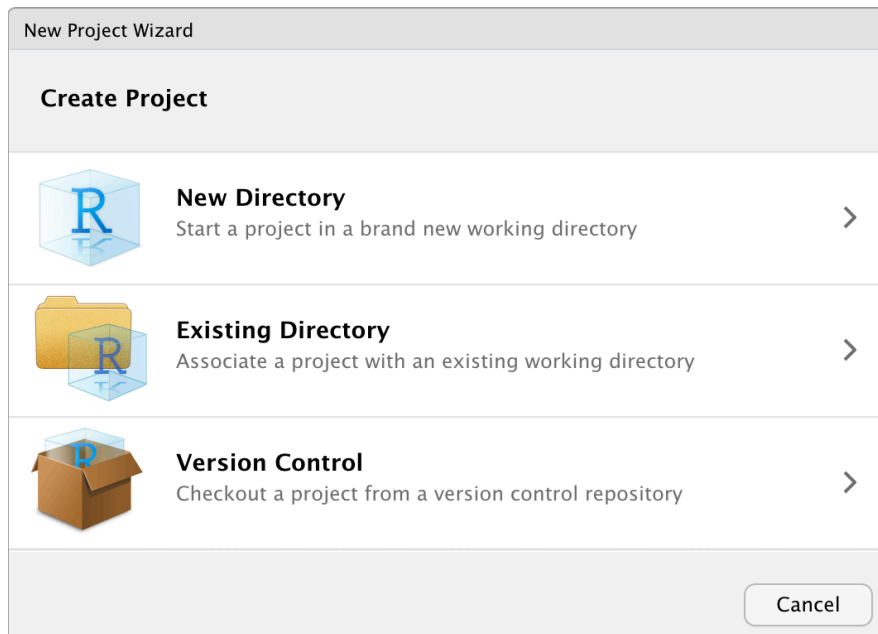 New Project Wizard
Create Project
R
New Directory
Start a project in a brand new working directory
R
Existing Directory
Associate a project with an existing working directory
R
Version Control
Checkout a project from a version control repository
Cancel